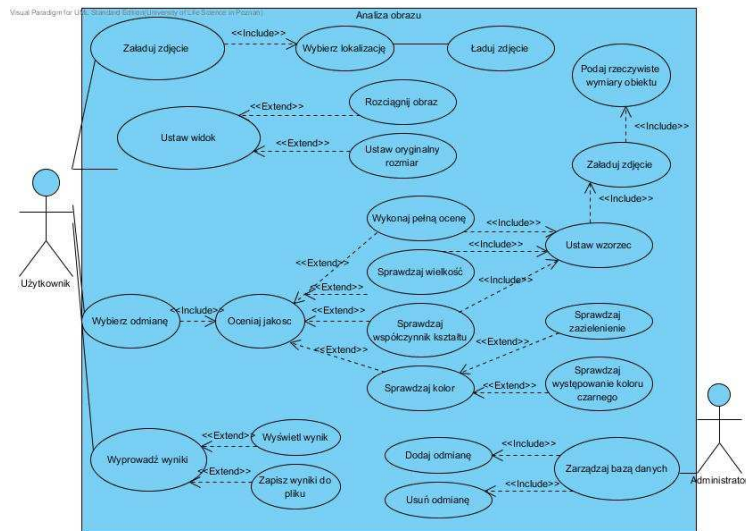 Visual Paradigm for UML Standard Edition(University of Life Science in Poznan)
Analiza obrazu
Załaduj zdjęcie
<<Include>>
Wybierz lokalizację
Ładuj zdjęcie
Podaj rzeczywiste
wymiary obiektu
<<Include>>
Ustaw widok
<<Extend>>
Rozciągnij obraz
<<Extend>>
Ustaw oryginalny
rozmiar
Załaduj zdjęcie
<<Include>>
Użytkownik
Wykonaj pełną ocenę
<<Include>>
Ustaw wzorzec
<<Include>>
<<Extend>>
Sprawdzaj wielkość
<<Include>>
<<Extend>>
Wybierz odmianę
<<Include>>
Oceniaj jakosc
<<Extend>>
Sprawdzaj
współczynnik kształtu
Sprawdzaj
zazielenienie
<<Extend>>
<<Extend>>
Sprawdzaj kolor
<<Extend>>
Sprawdzaj
występowanie koloru
czarnego
Wyprowadź wyniki
<<Extend>>
Wyświetl wynik
<<Extend>>
Zapisz wyniki do
pliku
Dodaj odmianę
<<Include>>
Zarządzaj bazą danych
Usuń odmianę
<<Include>>
Administrator